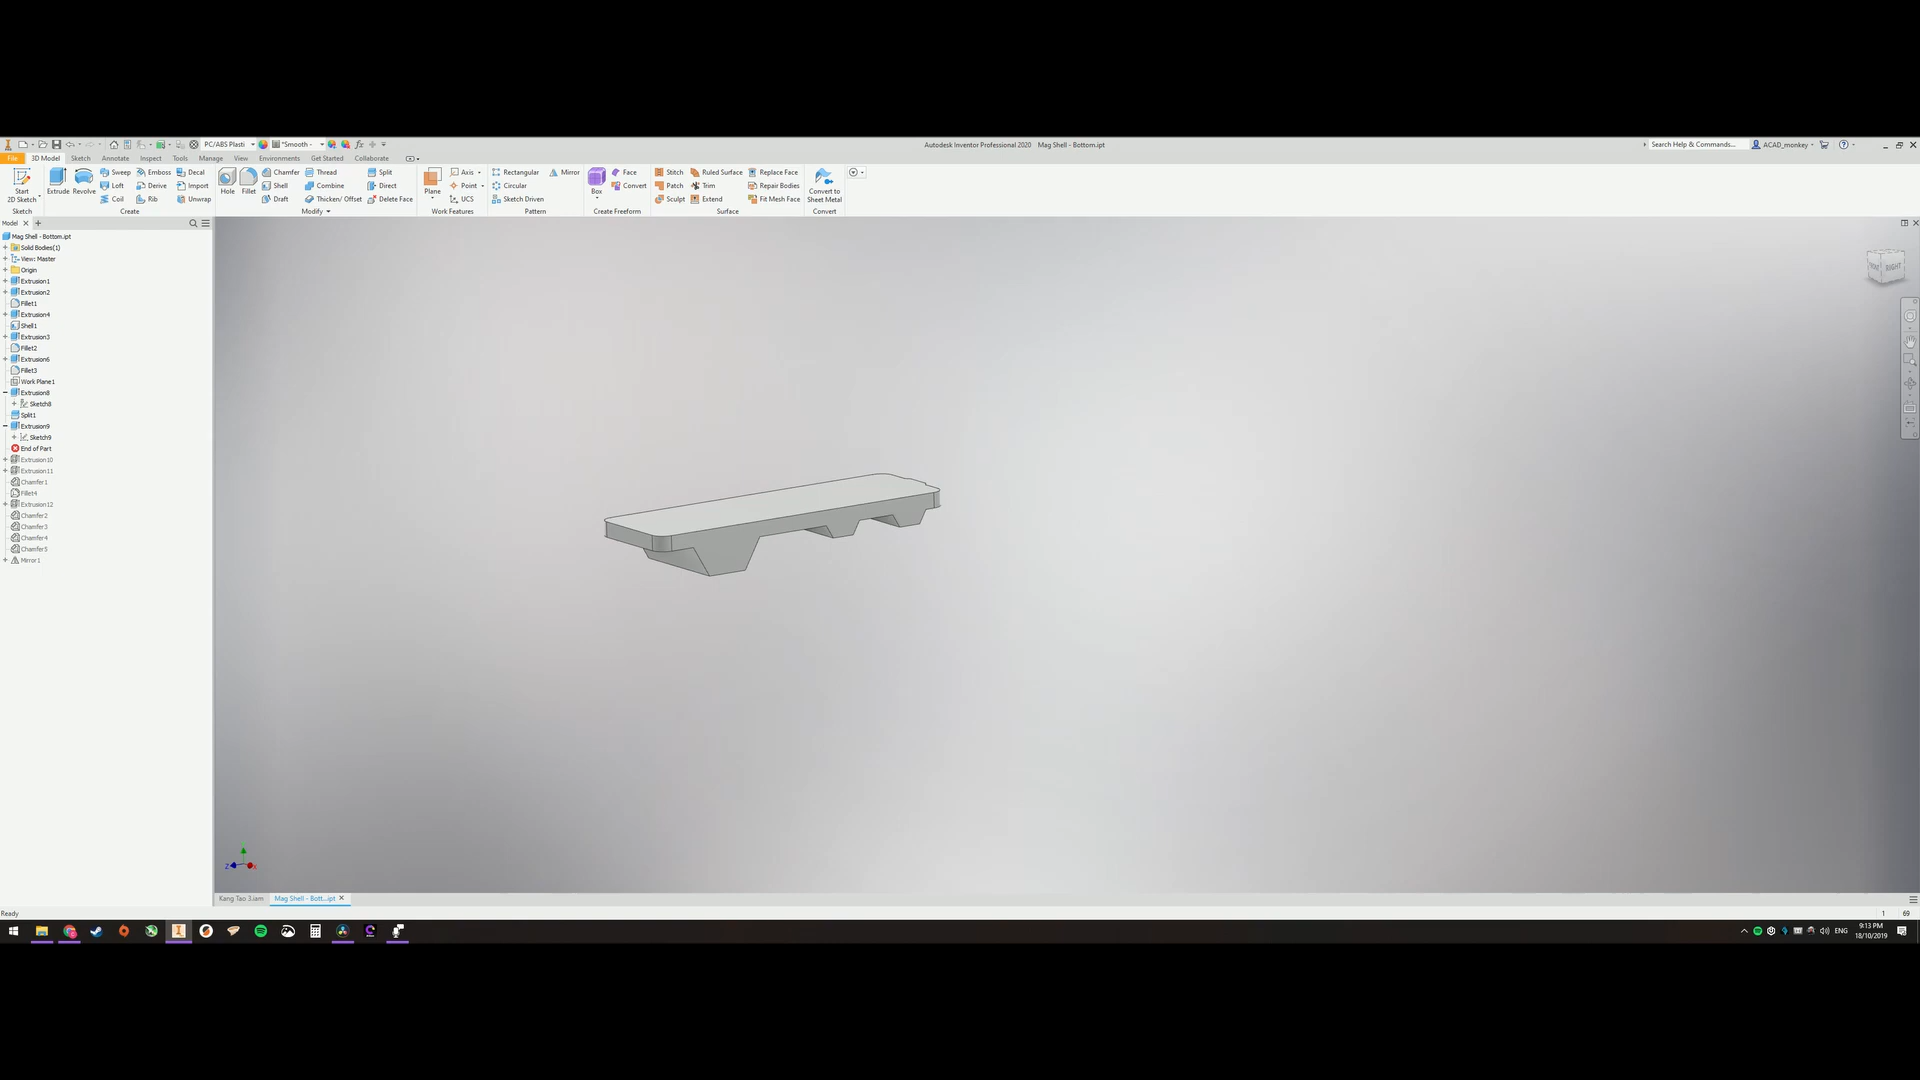 PC/ABS Plasti
*Smooth -
fx
Autodesk Inventor Professional 2020 Mag Shell - Bottom.ipt
Search Help & Commands...
ACAD_monkey
File 3D Model Sketch Annotate Inspect Tools Manage View Environments Get Started Collaborate
Start
2D Sketch
Sketch
Extrude Revolve
Sweep Emboss Decal
Loft Derive Import
Coil Rib Unwrap
Create
Hole Fillet
Chamfer Thread Split
Shell Combine Direct
Draft Thicken/ Offset Delete Face
Modify
Plane
Axis
Point
UCS
Work Features
Rectangular Mirror
Circular
Sketch Driven
Pattern
Box
Face
Convert
Create Freeform
Stitch Ruled Surface Replace Face
Patch Trim Repair Bodies
Sculpt Extend Fit Mesh Face
Surface
Convert to
Sheet Metal
Convert
Model
Mag Shell - Bottom.ipt
Solid Bodies(1)
View: Master
Origin
Extrusion1
Extrusion2
Fillet1
Extrusion4
Shell1
Extrusion3
Fillet2
Extrusion6
Fillet3
Work Plane1
Extrusion8
Sketch8
Split1
Extrusion9
Sketch9
End of Part
Extrusion10
Extrusion11
Chamfer1
Fillet4
Extrusion12
Chamfer2
Chamfer3
Chamfer4
Chamfer5
Mirror1
RIGHT
Z
X
Kang Tao 3.iam
Mag Shell - Bott...ipt
Ready
1 69
ENG
9:13 PM
18/10/2019